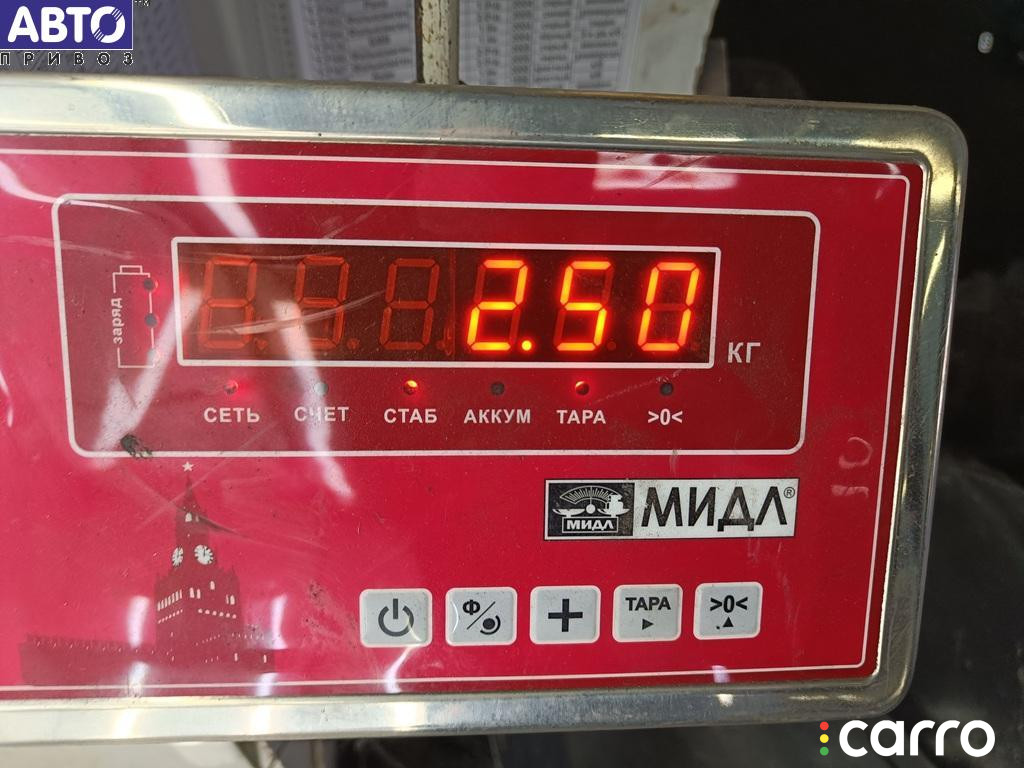 АВТО
ПРИВОЗ
заряд
2.50
КГ
СЕТЬ СЧЕТ СТАБ АККУМ ТАРА >0<
МИДЛ МИДЛ®
Ф ТАРА >0<
carro